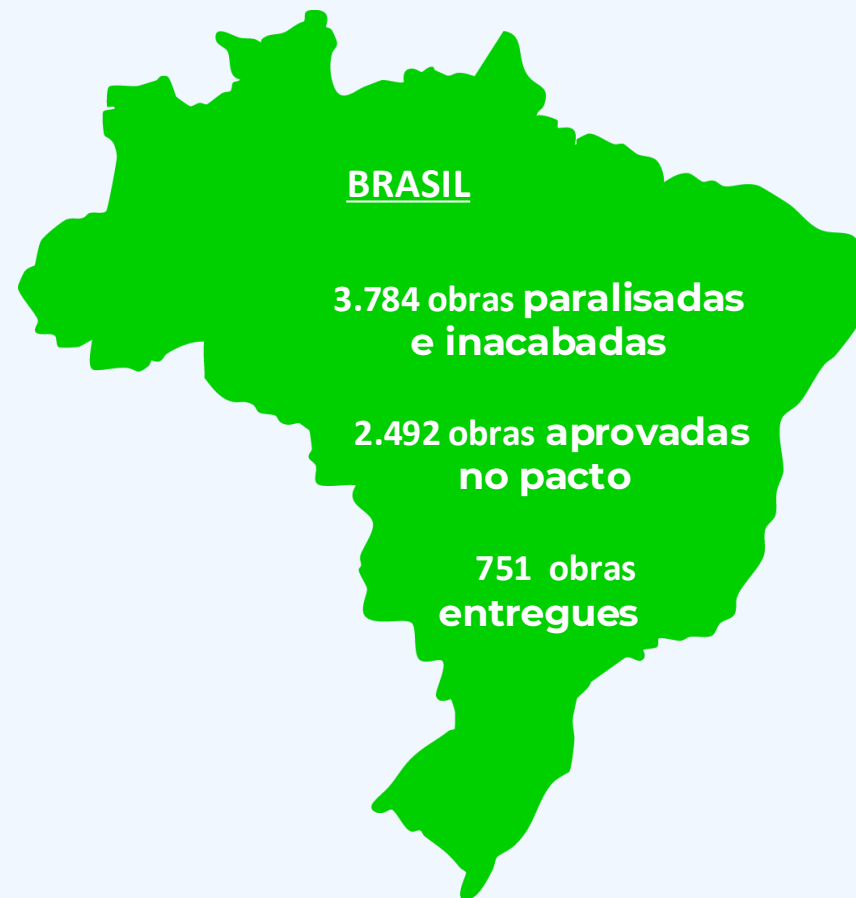 BRASIL
3.784 obras paralisadas
e inacabadas
2.492 obras aprovadas
no pacto
751 obras
entregues